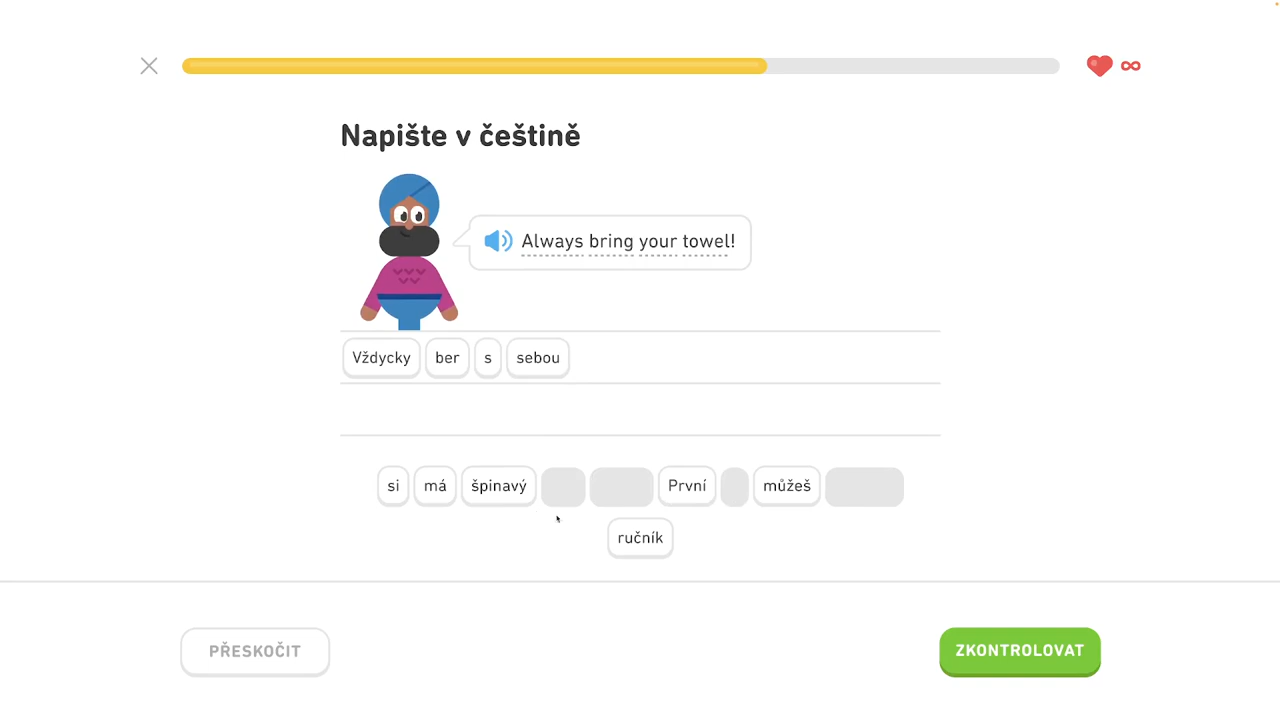 Napište v češtině
Always bring your towel!
Vždycky ber s sebou
si má špinavý První můžeš
ručník
PŘESKOČIT ZKONTROLOVAT